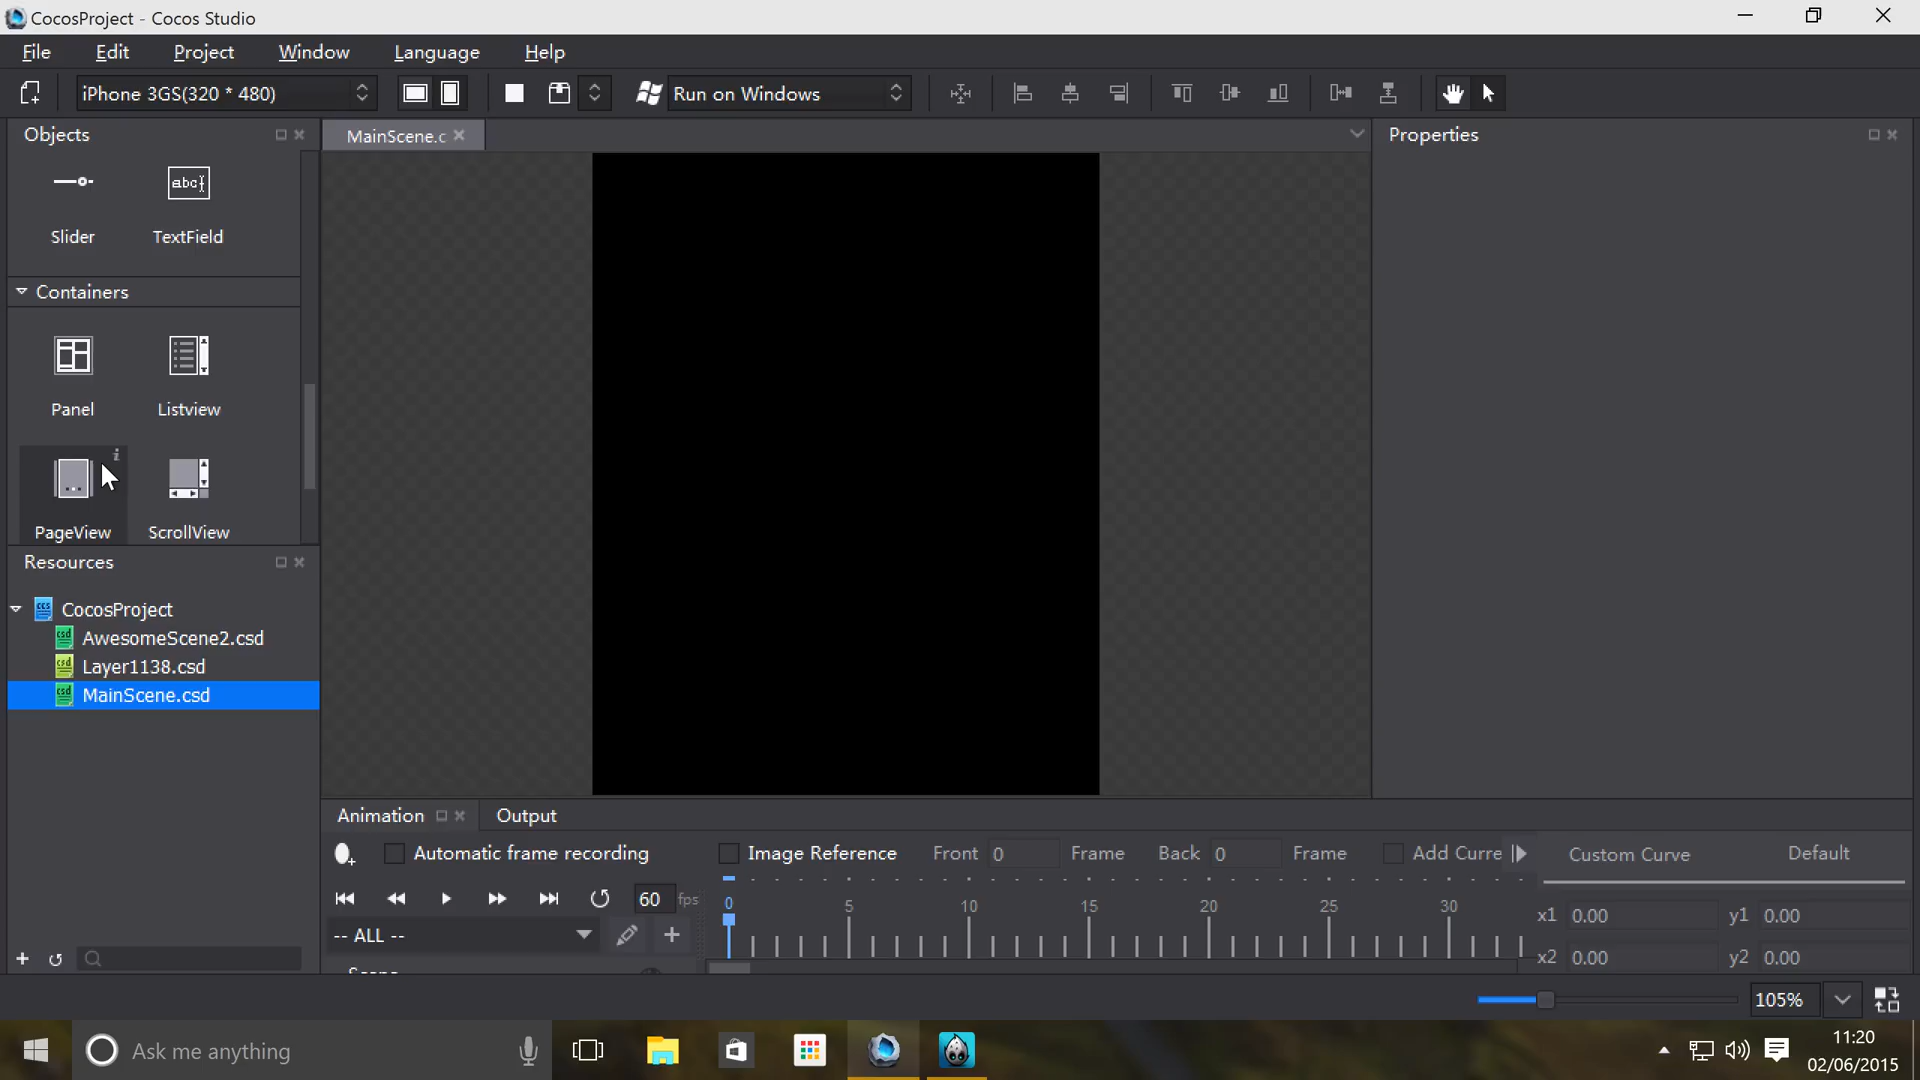 CocosProject - Cocos Studio
File Edit Project Window Language Help
iPhone 3GS(320 * 480) Run on Windows
Objects
MainScene.c
Properties
abc
Slider TextField
Containers
Panel Listview
i
PageView ScrollView
Resources
CocosProject
csd AwesomeScene2.csd
csd Layer1138.csd
csd MainScene.csd
Animation Output
Automatic frame recording Image Reference Front 0 Frame Back 0 Frame Add Curre Custom Curve Default
60 fps 0 5 10 15 20 25 30
x1 0.00 y1 0.00
-- ALL --
x2 0.00 y2 0.00
105%
Ask me anything
11:20
02/06/2015